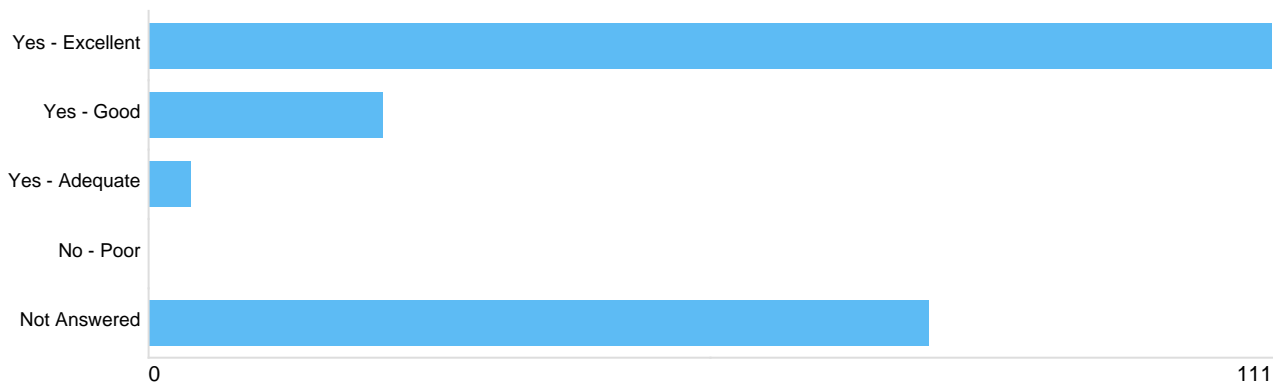 Yes - Excellent
Yes - Good
Yes - Adequate
No - Poor
Not Answered
0 111